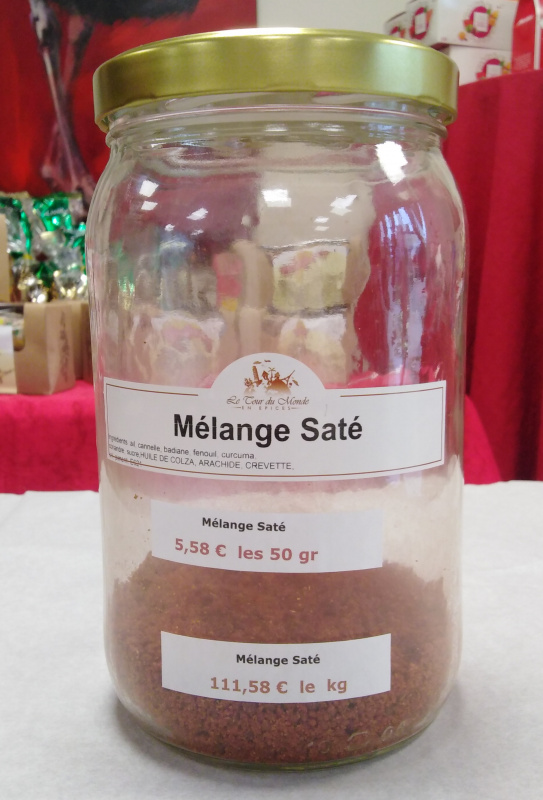 Le Tour du Monde
EN EPICES
Mélange Saté
Ingrédients: ail, cannelle, badiane, fenouil, curcuma,
coriandre, sucre,HUILE DE COLZA, ARACHIDE, CREVETTE,
Mélange Saté
5,58 € les 50 gr
Mélange Saté
111,58 € le kg